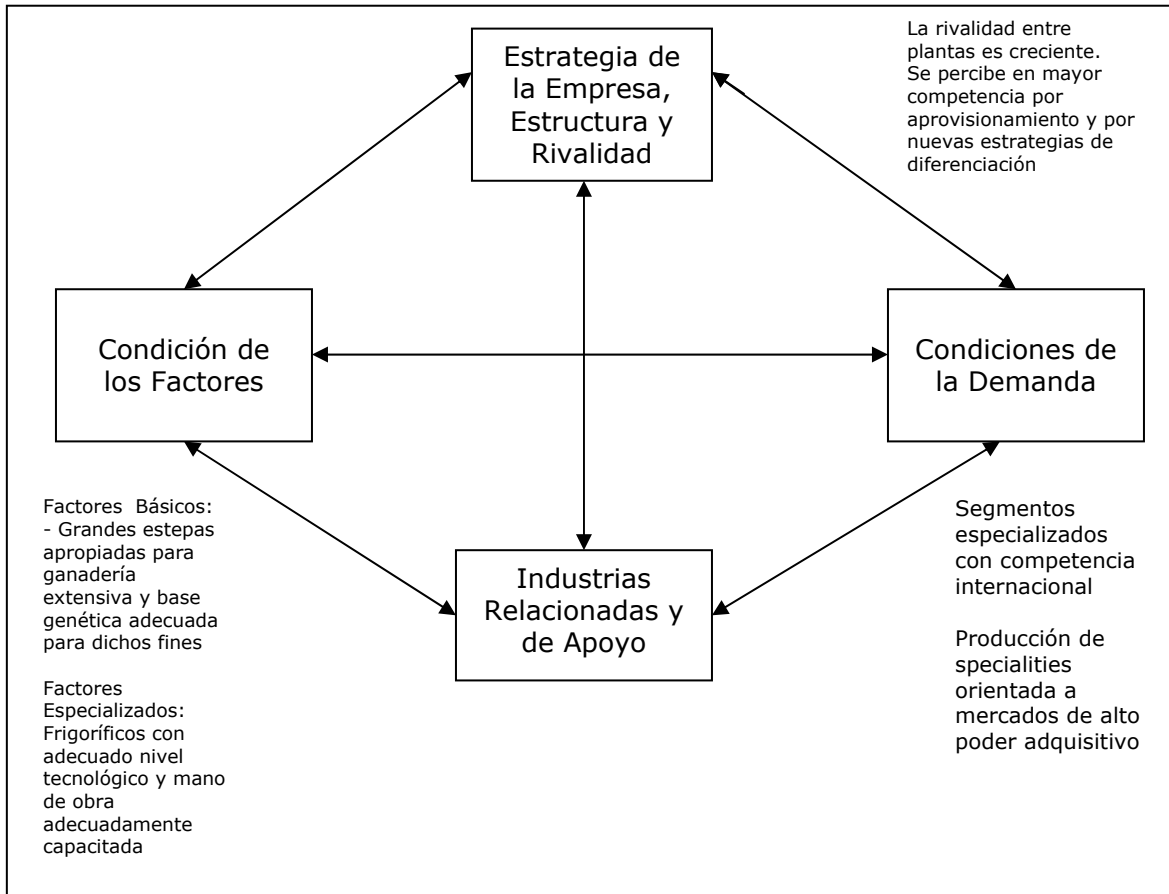 La rivalidad entre
plantas es creciente.
Se percibe en mayor
competencia por
aprovisionamiento y por
nuevas estrategias de
diferenciación
Estrategia de
la Empresa,
Estructura y
Rivalidad
Condición de
los Factores
Condiciones de
la Demanda
Factores Básicos:
- Grandes estepas
apropiadas para
ganadería
extensiva y base
genética adecuada
para dichos fines
Factores
Especializados:
Frigoríficos con
adecuado nivel
tecnológico y mano
de obra
adecuadamente
capacitada
Industrias
Relacionadas y
de Apoyo
Segmentos
especializados
con competencia
internacional
Producción de
specialities
orientada a
mercados de alto
poder adquisitivo